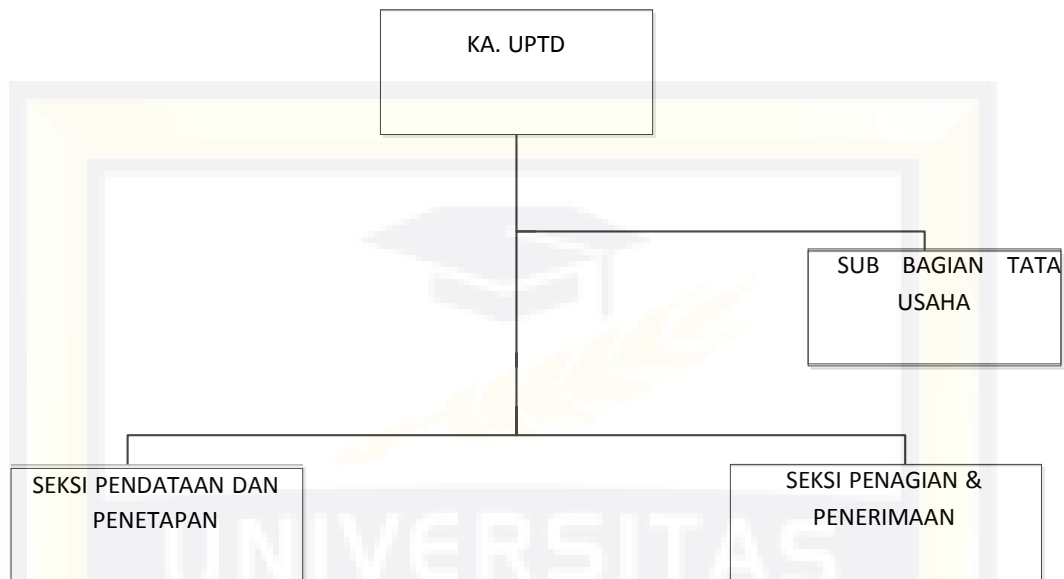 KA. UPTD
SUB BAGIAN TATA
USAHA
SEKSI PENDATAAN DAN
PENETAPAN
SEKSI PENAGIAN &
PENERIMAAN
UNIVERSITAS